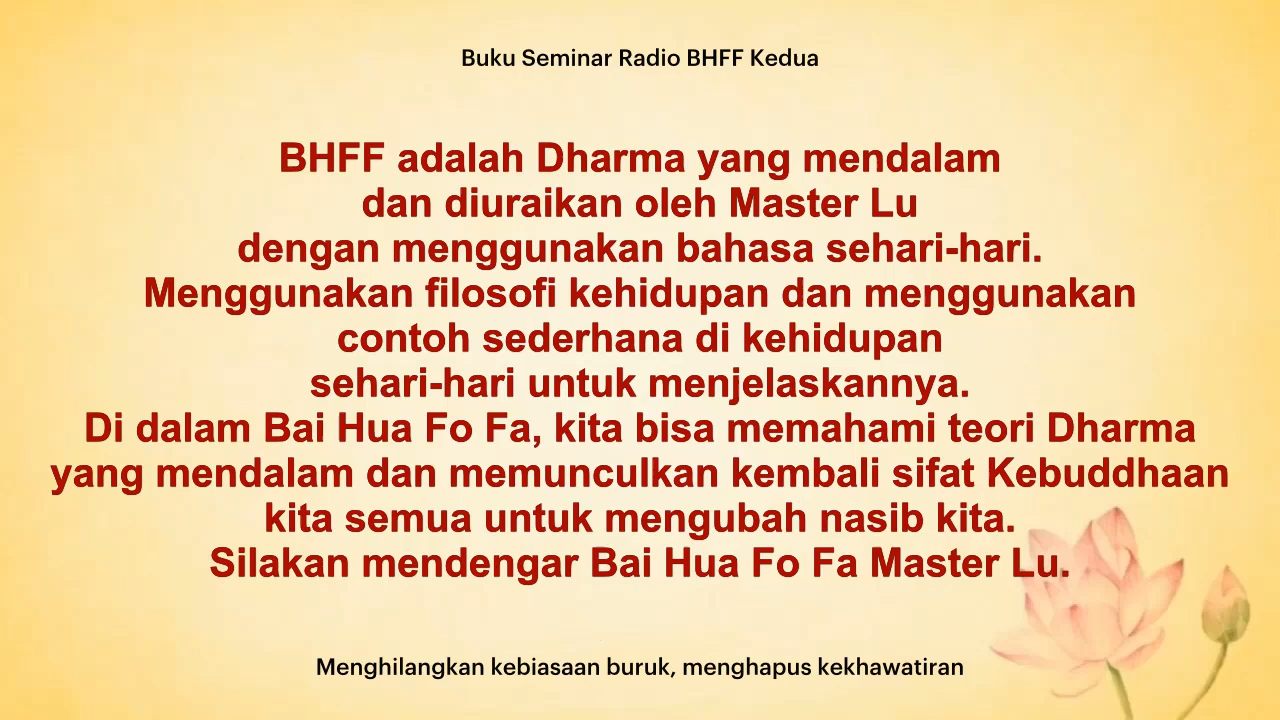 Buku Seminar Radio BHFF Kedua
BHFF adalah Dharma yang mendalam
dan diuraikan oleh Master Lu
dengan menggunakan bahasa sehari-hari.
Menggunakan filosofi kehidupan dan menggunakan
contoh sederhana di kehidupan
sehari-hari untuk menjelaskannya.
Di dalam Bai Hua Fo Fa, kita bisa memahami teori Dharma
yang mendalam dan memunculkan kembali sifat Kebuddhaan
kita semua untuk mengubah nasib kita.
Silakan mendengar Bai Hua Fo Fa Master Lu.
Menghilangkan kebiasaan buruk, menghapus kekhawatiran